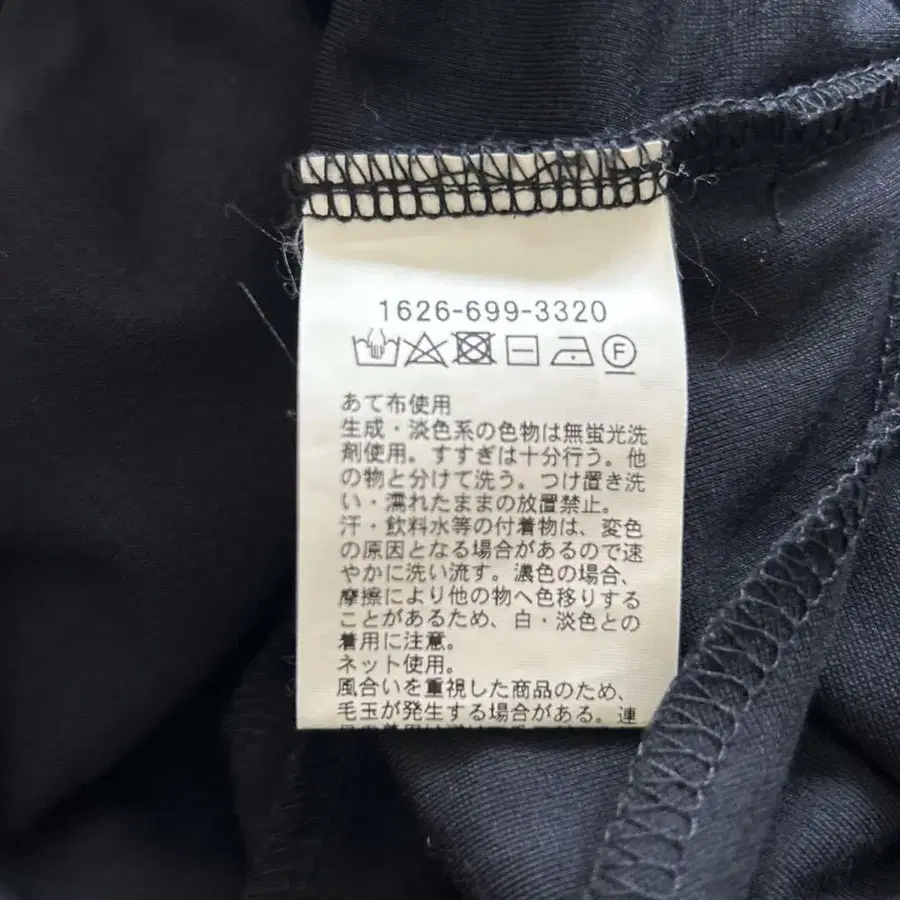 1626-699-3320
F
あて布使用
生成・淡色系の色物は無蛍光洗
剤使用。すすぎは十分行う。他
の物と分けて洗う。つけ置き洗
い・濡れたままの放置禁止。
汗・飲料水等の付着物は、変色
の原因となる場合があるので速
やかに洗い流す。濃色の場合、
摩擦により他の物へ色移りする
ことがあるため、白・淡色との
着用に注意。
ネット使用。
風合いを重視した商品のため、
毛玉が発生する場合がある。連